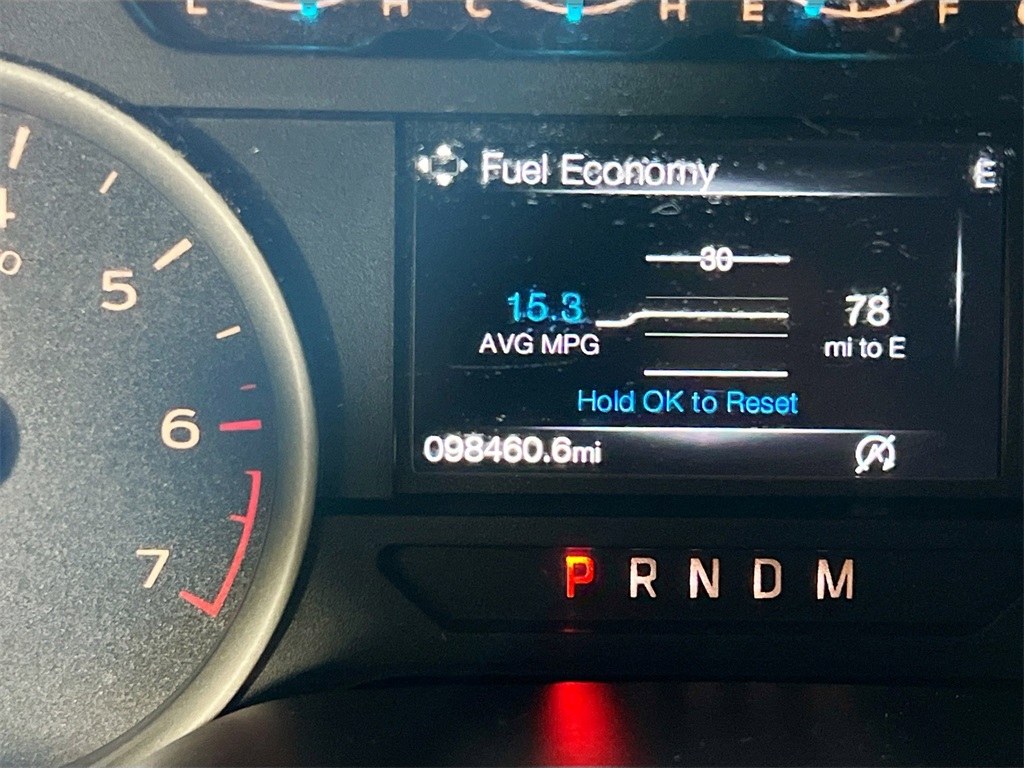 L H C H E F
Fuel Economy E
4
5
6
7
30
15.3
AVG MPG
78
mi to E
Hold OK to Reset
098460.6mi
P R N D M